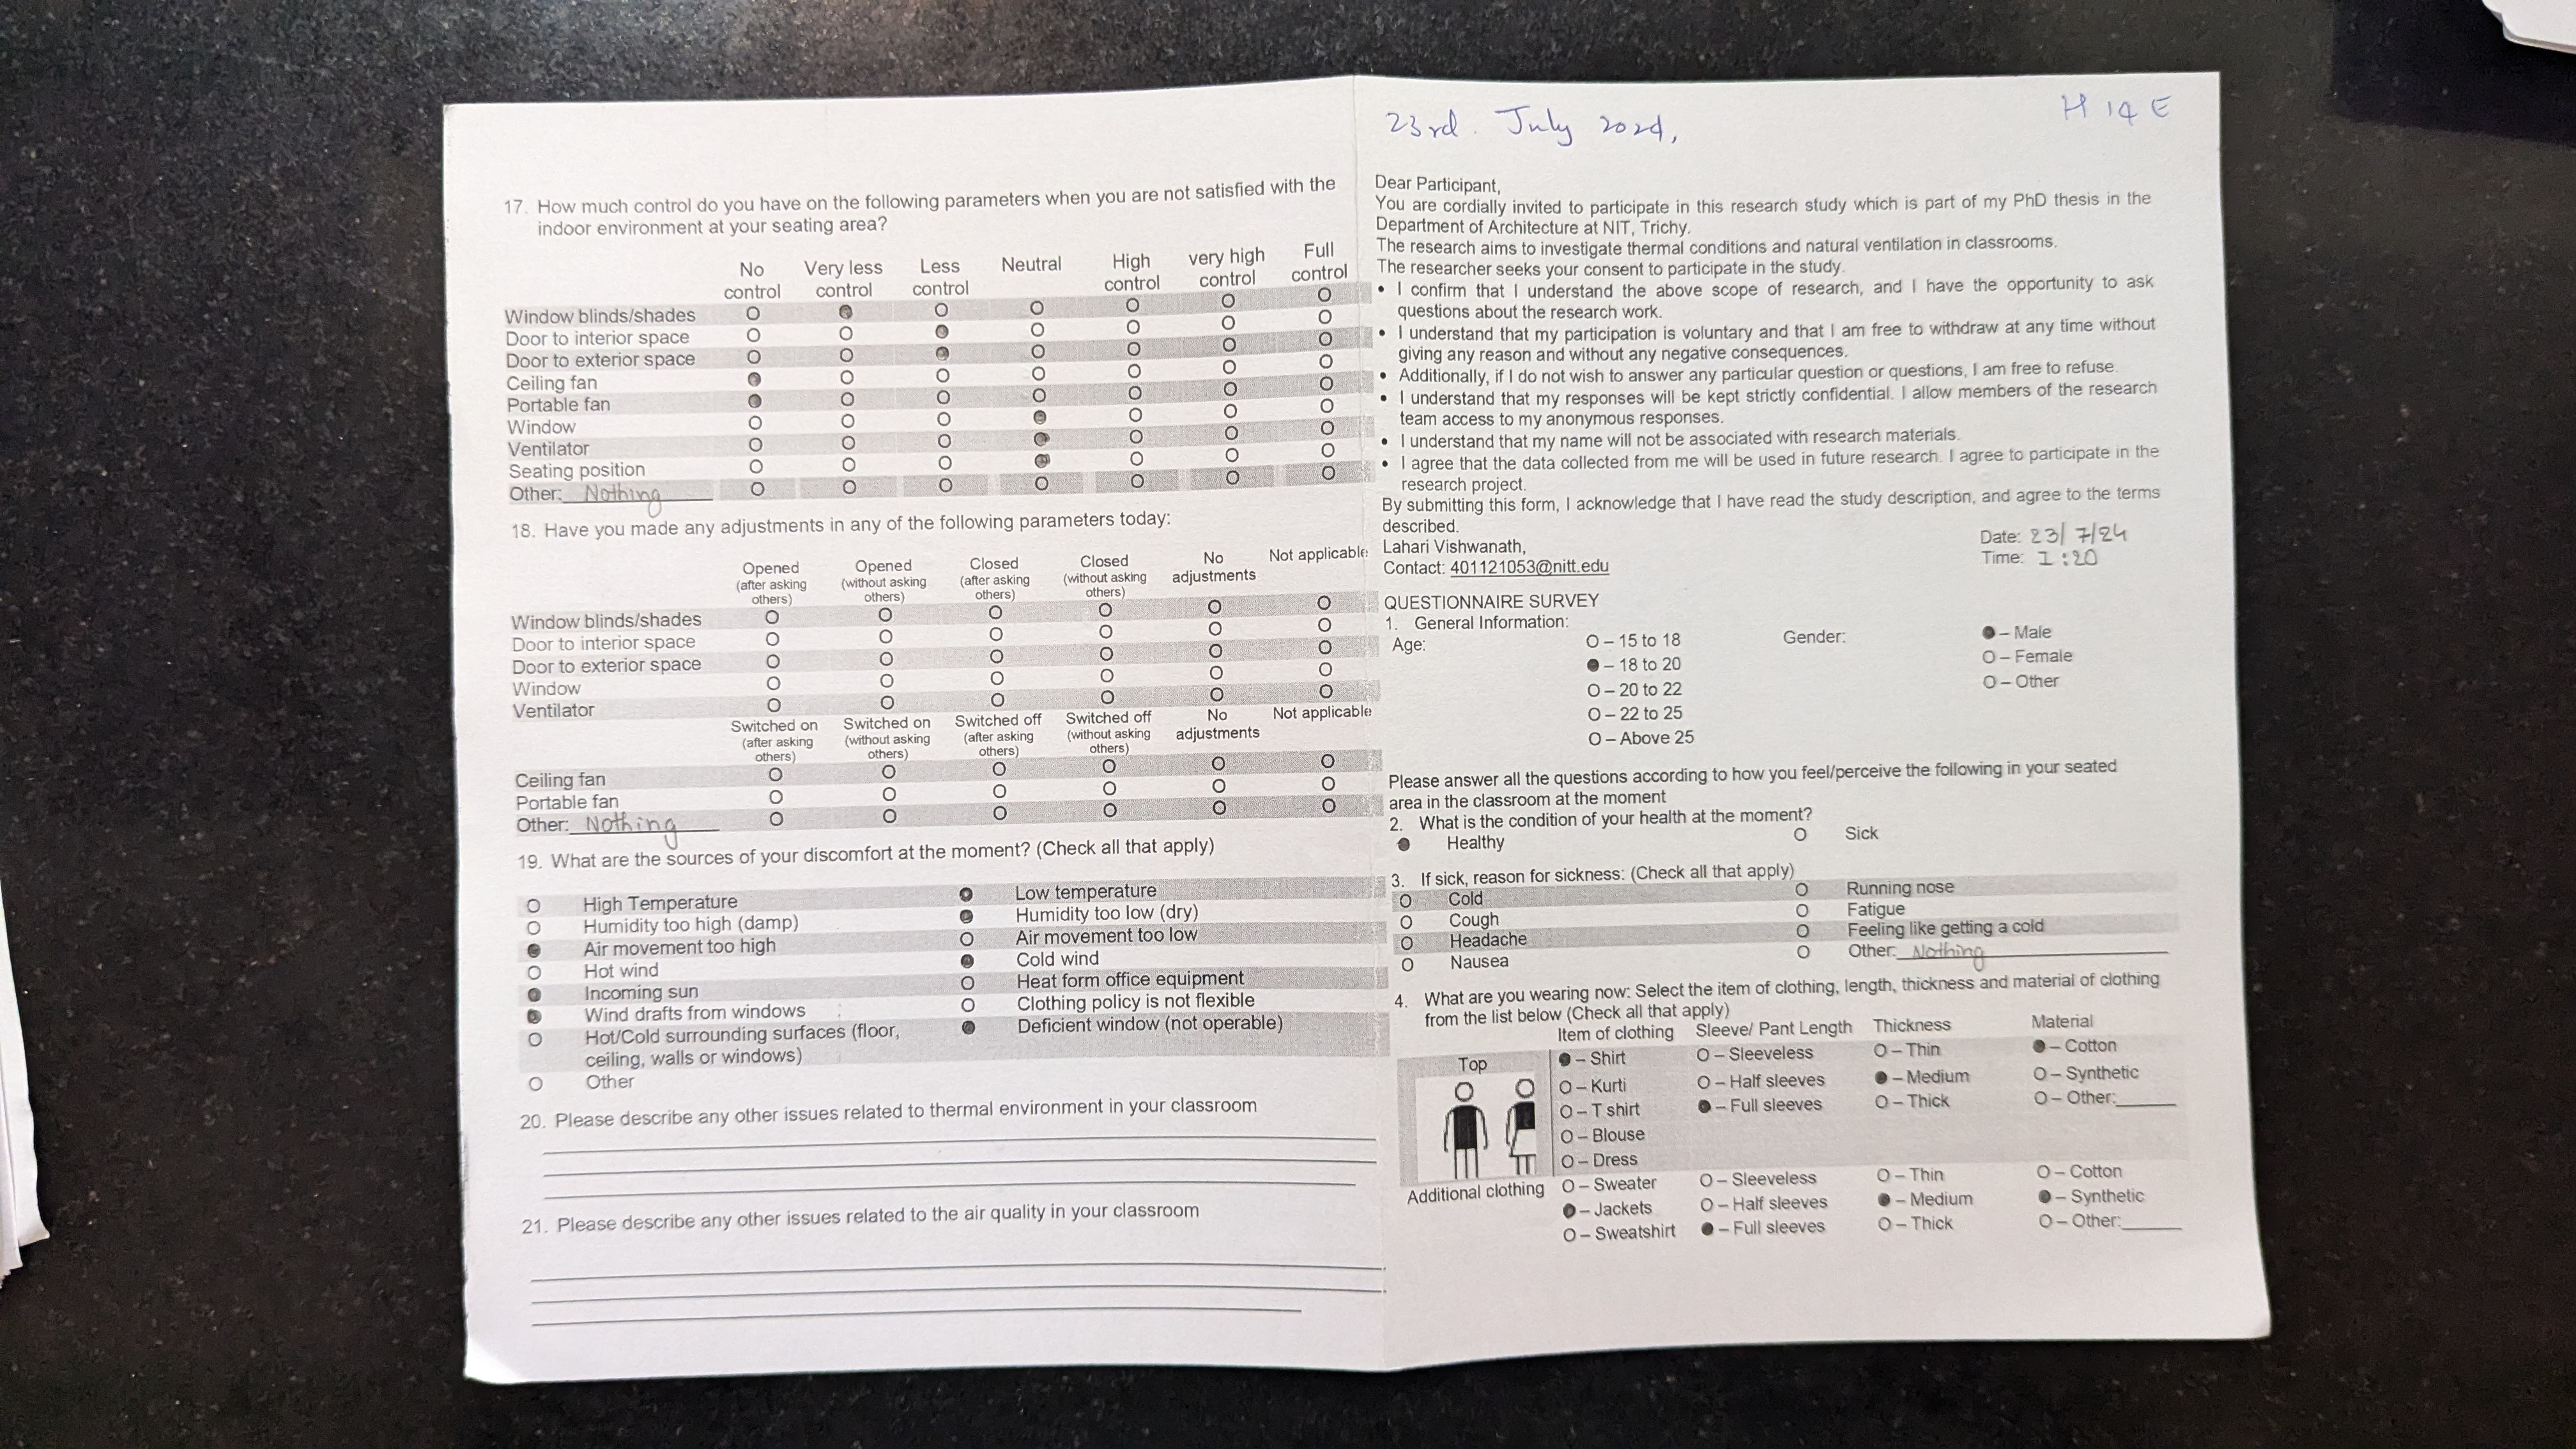 17. How much control do you have on the following parameters when you are not satisfied with the
indoor environment at your seating area?
No control Very less control Less control Neutral High control very high control Full control
Window blinds/shades
Door to interior space
Door to exterior space
Ceiling fan
Portable fan
Window
Ventilator
Seating position
Other: Nothing
18. Have you made any adjustments in any of the following parameters today:
Opened (after asking others) Opened (without asking others) Closed (after asking others) Closed (without asking others) No adjustments Not applicable
Window blinds/shades
Door to interior space
Door to exterior space
Window
Ventilator
Switched on (after asking others) Switched on (without asking others) Switched off (after asking others) Switched off (without asking others) No adjustments Not applicable
Ceiling fan
Portable fan
Other: Nothing
19. What are the sources of your discomfort at the moment? (Check all that apply)
High Temperature Low temperature
Humidity too high (damp) Humidity too low (dry)
Air movement too high Air movement too low
Hot wind Cold wind
Incoming sun Heat form office equipment
Wind drafts from windows Clothing policy is not flexible
Hot/Cold surrounding surfaces (floor, Deficient window (not operable)
ceiling, walls or windows)
Other
20. Please describe any other issues related to thermal environment in your classroom
21. Please describe any other issues related to the air quality in your classroom
23rd. July 2024, H 14 E
Dear Participant,
You are cordially invited to participate in this research study which is part of my PhD thesis in the
Department of Architecture at NIT, Trichy.
The research aims to investigate thermal conditions and natural ventilation in classrooms.
The researcher seeks your consent to participate in the study.
• I confirm that I understand the above scope of research, and I have the opportunity to ask
questions about the research work.
• I understand that my participation is voluntary and that I am free to withdraw at any time without
giving any reason and without any negative consequences.
• Additionally, if I do not wish to answer any particular question or questions, I am free to refuse.
• I understand that my responses will be kept strictly confidential. I allow members of the research
team access to my anonymous responses.
• I understand that my name will not be associated with research materials.
• I agree that the data collected from me will be used in future research. I agree to participate in the
research project.
By submitting this form, I acknowledge that I have read the study description, and agree to the terms
described.
Date: 23/ 7/24
Lahari Vishwanath,
Time: 1:20
Contact: 401121053@nitt.edu
QUESTIONNAIRE SURVEY
1. General Information:
Age: – 15 to 18 Gender: – Male
– 18 to 20 – Female
– 20 to 22 – Other
– 22 to 25
– Above 25
Please answer all the questions according to how you feel/perceive the following in your seated
area in the classroom at the moment
2. What is the condition of your health at the moment?
Healthy Sick
3. If sick, reason for sickness: (Check all that apply)
Cold Running nose
Cough Fatigue
Headache Feeling like getting a cold
Nausea Other: Nothing
4. What are you wearing now: Select the item of clothing, length, thickness and material of clothing
from the list below (Check all that apply)
Item of clothing Sleeve/ Pant Length Thickness Material
Top – Shirt – Sleeveless – Thin – Cotton
– Kurti – Half sleeves – Medium – Synthetic
– T shirt – Full sleeves – Thick – Other:
– Blouse
– Dress
Additional clothing – Sweater – Sleeveless – Thin – Cotton
– Jackets – Half sleeves – Medium – Synthetic
– Sweatshirt – Full sleeves – Thick – Other: